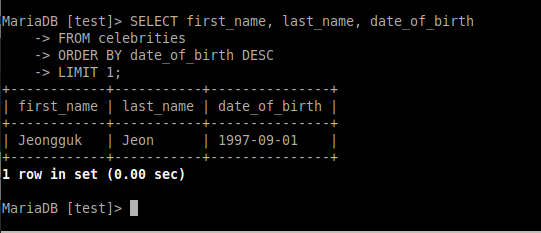 MariaDB [test]> SELECT first_name, last_name, date_of_birth
    -> FROM celebrities
    -> ORDER BY date_of_birth DESC
    -> LIMIT 1;
+------------+-----------+---------------+
| first_name | last_name | date_of_birth |
+------------+-----------+---------------+
| Jeongguk   | Jeon      | 1997-09-01    |
+------------+-----------+---------------+
1 row in set (0.00 sec)
MariaDB [test]>